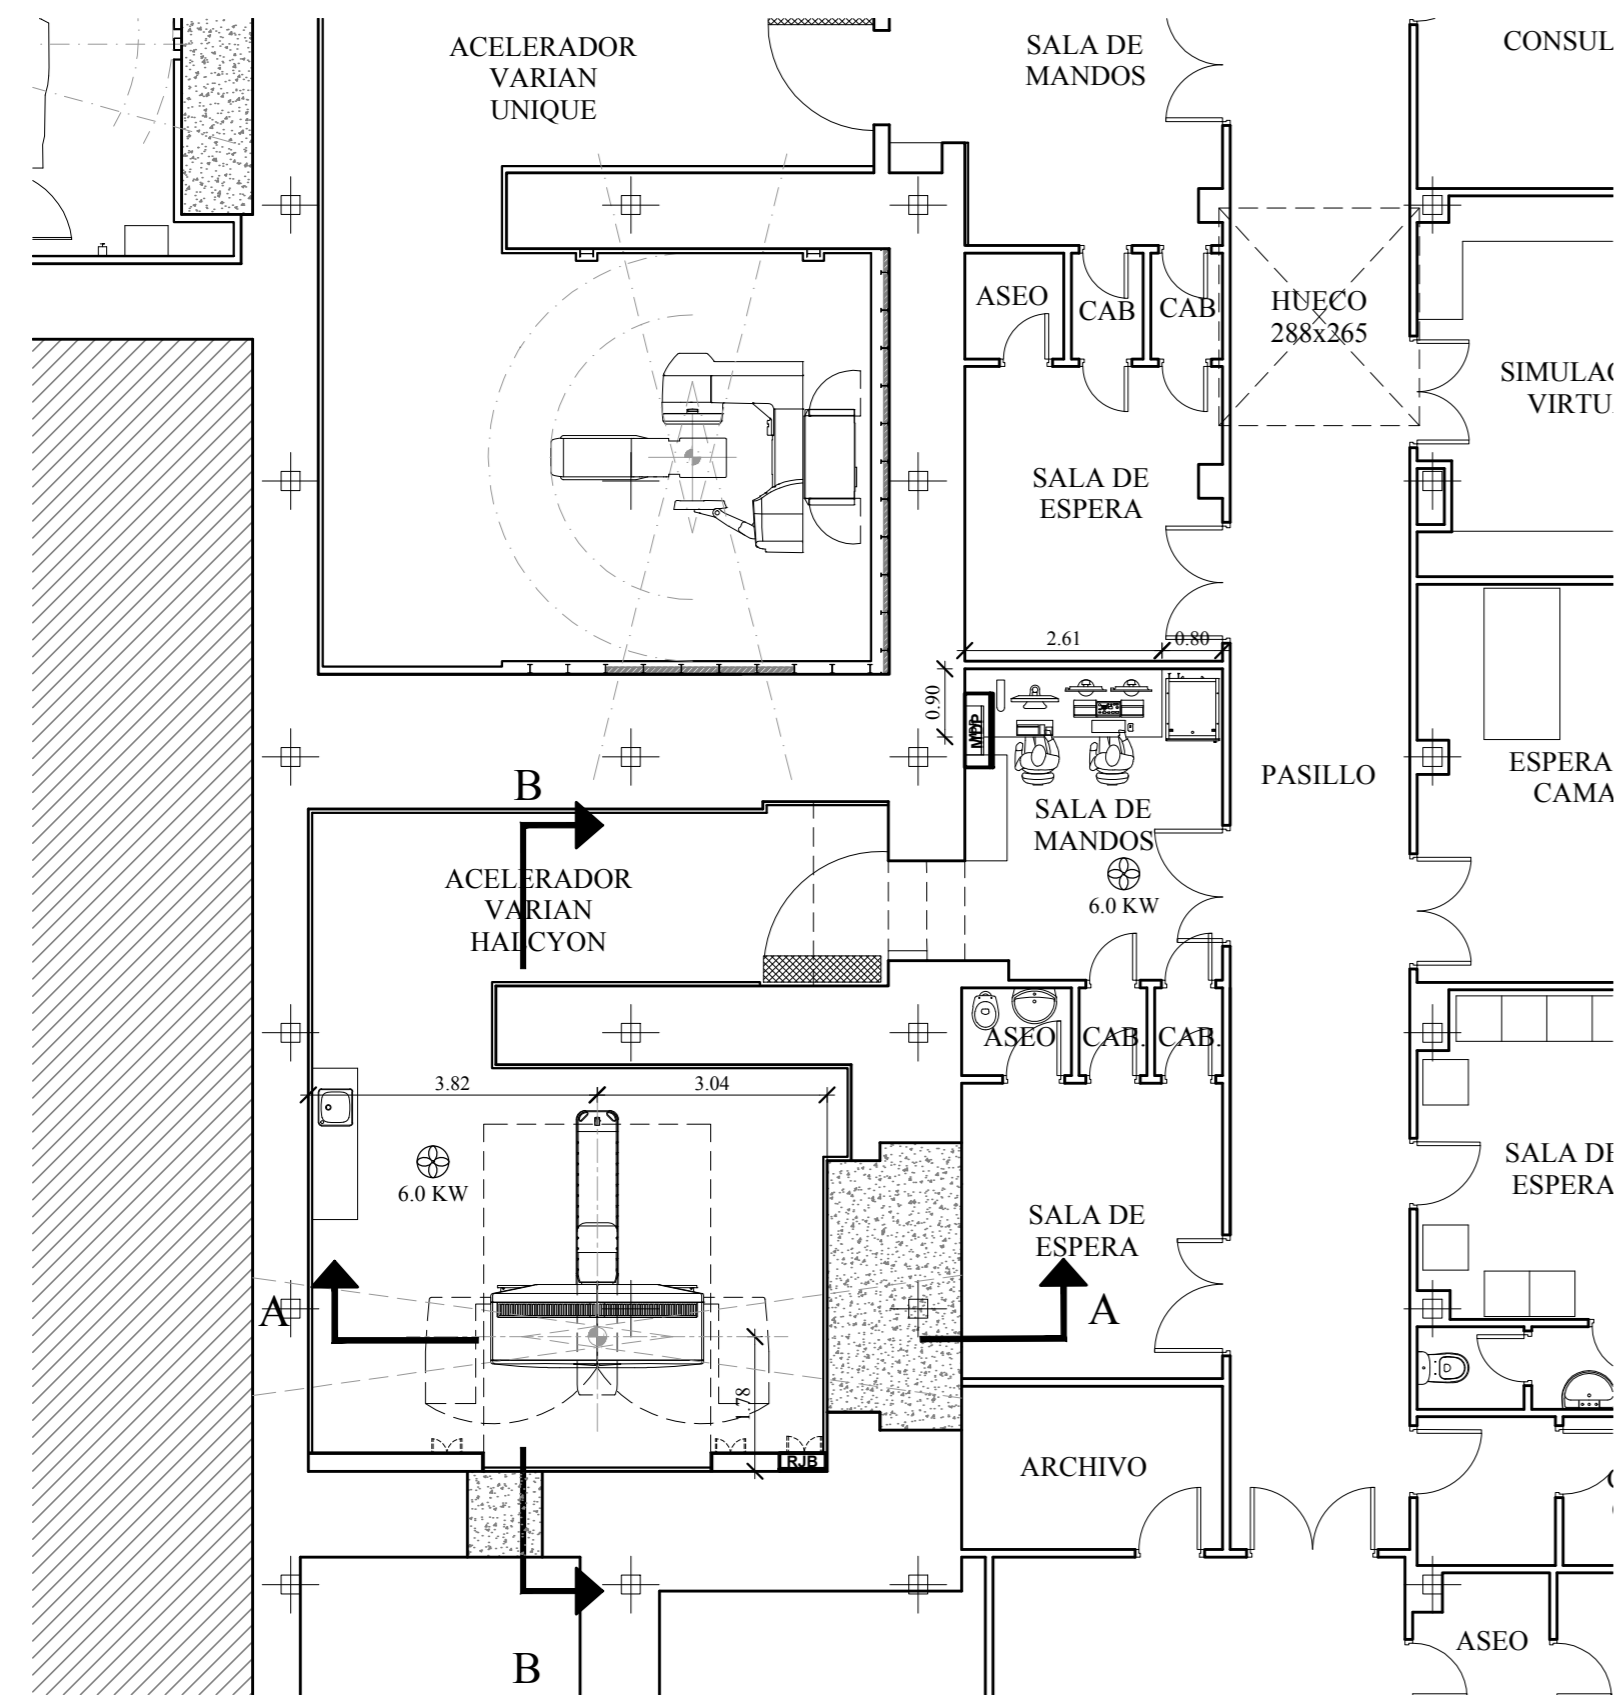 ACELERADOR
VARIAN
UNIQUE
SALA DE
MANDOS
CONSUL
ASEO
CAB
CAB
HUECO
288x265
SIMULAC
VIRTU
SALA DE
ESPERA
2.61
0.80
0.90
MDP
SALA DE
MANDOS
6.0 KW
PASILLO
ESPERA
CAMA
B
ACELERADOR
VARIAN
HALCYON
ASEO
CAB.
CAB.
3.82
3.04
6.0 KW
SALA DE
ESPERA
SALA DE
ESPERA
A
A
1.78
RJB
ARCHIVO
B
ASEO